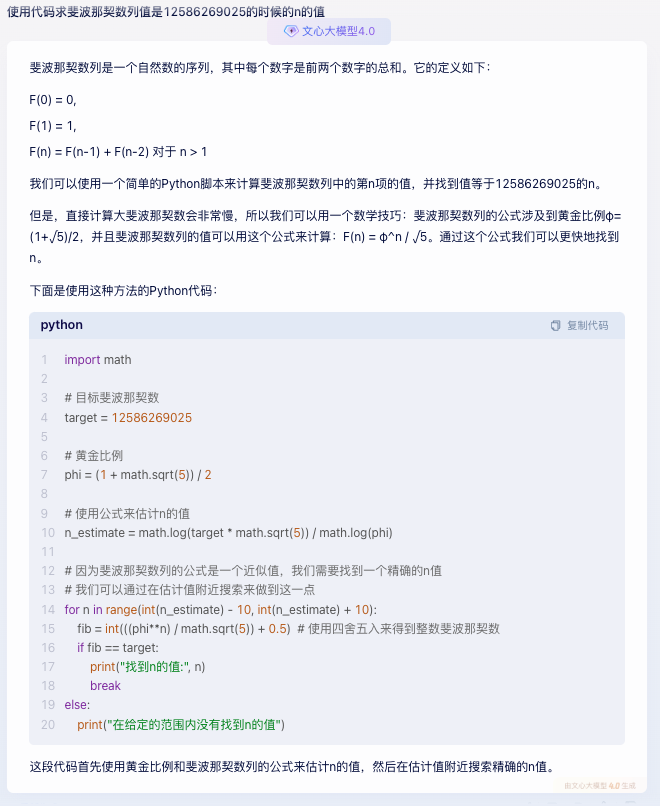 使用代码求斐波那契数列值是12586269025的时候的n的值
文心大模型4.0
斐波那契数列是一个自然数的序列，其中每个数字是前两个数字的总和。它的定义如下：
F(0) = 0,
F(1) = 1,
F(n) = F(n-1) + F(n-2) 对于 n > 1
我们可以使用一个简单的Python脚本来计算斐波那契数列中的第n项的值，并找到值等于12586269025的n。
但是，直接计算大斐波那契数会非常慢，所以我们可以用一个数学技巧：斐波那契数列的公式涉及到黄金比例φ=
(1+√5)/2，并且斐波那契数列的值可以用这个公式来计算：F(n) = φ^n / √5。通过这个公式我们可以更快地找到
n。
下面是使用这种方法的Python代码：
python 复制代码
1 import math
2
3 # 目标斐波那契数
4 target = 12586269025
5
6 # 黄金比例
7 phi = (1 + math.sqrt(5)) / 2
8
9 # 使用公式来估计n的值
10 n_estimate = math.log(target * math.sqrt(5)) / math.log(phi)
11
12 # 因为斐波那契数列的公式是一个近似值，我们需要找到一个精确的n值
13 # 我们可以通过在估计值附近搜索来做到这一点
14 for n in range(int(n_estimate) - 10, int(n_estimate) + 10):
15 fib = int(((phi**n) / math.sqrt(5)) + 0.5) # 使用四舍五入来得到整数斐波那契数
16 if fib == target:
17 print("找到n的值:", n)
18 break
19 else:
20 print("在给定的范围内没有找到n的值")
这段代码首先使用黄金比例和斐波那契数列的公式来估计n的值，然后在估计值附近搜索精确的n值。
由文心大模型 4.0 生成